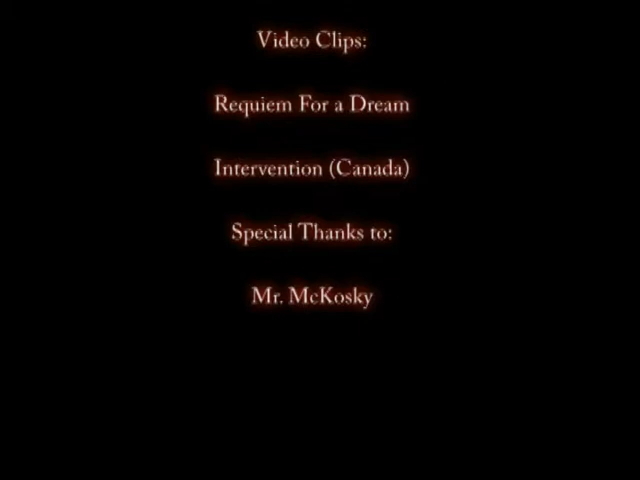 Video Clips:
Requiem For a Dream
Intervention (Canada)
Special Thanks to:
Mr. McKosky